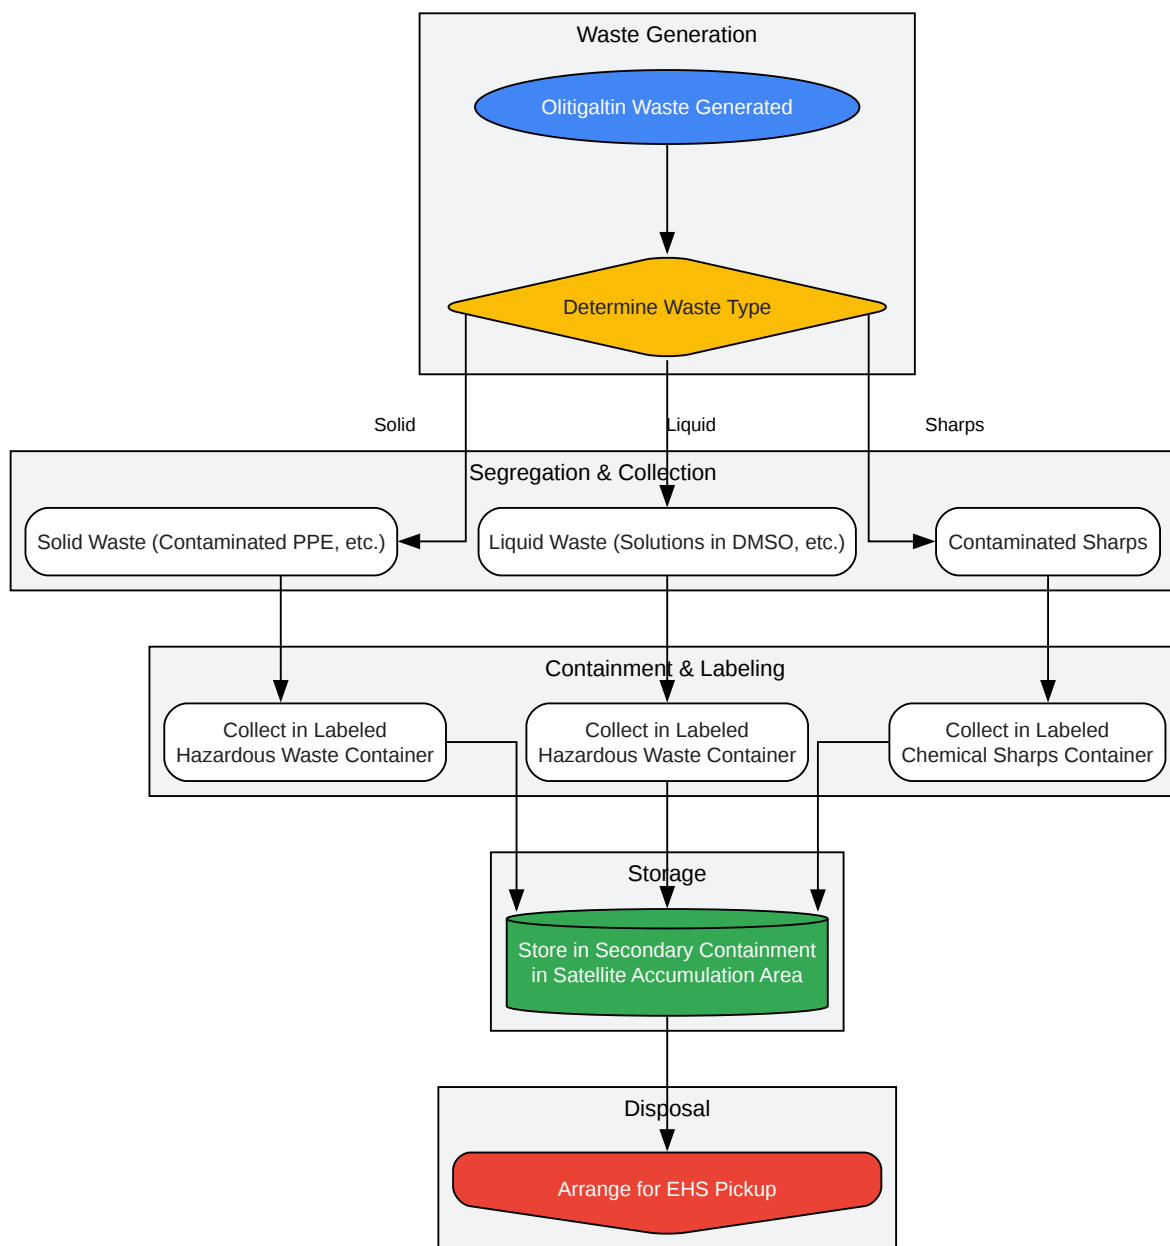 Waste Generation
Olitigaltin Waste Generated
Determine Waste Type
Solid
Liquid
Sharps
Segregation & Collection
Solid Waste (Contaminated PPE, etc.)
Liquid Waste (Solutions in DMSO, etc.)
Contaminated Sharps
Containment & Labeling
Collect in Labeled
Hazardous Waste Container
Collect in Labeled
Hazardous Waste Container
Collect in Labeled
Chemical Sharps Container
Storage
Store in Secondary Containment
in Satellite Accumulation Area
Disposal
Arrange for EHS Pickup